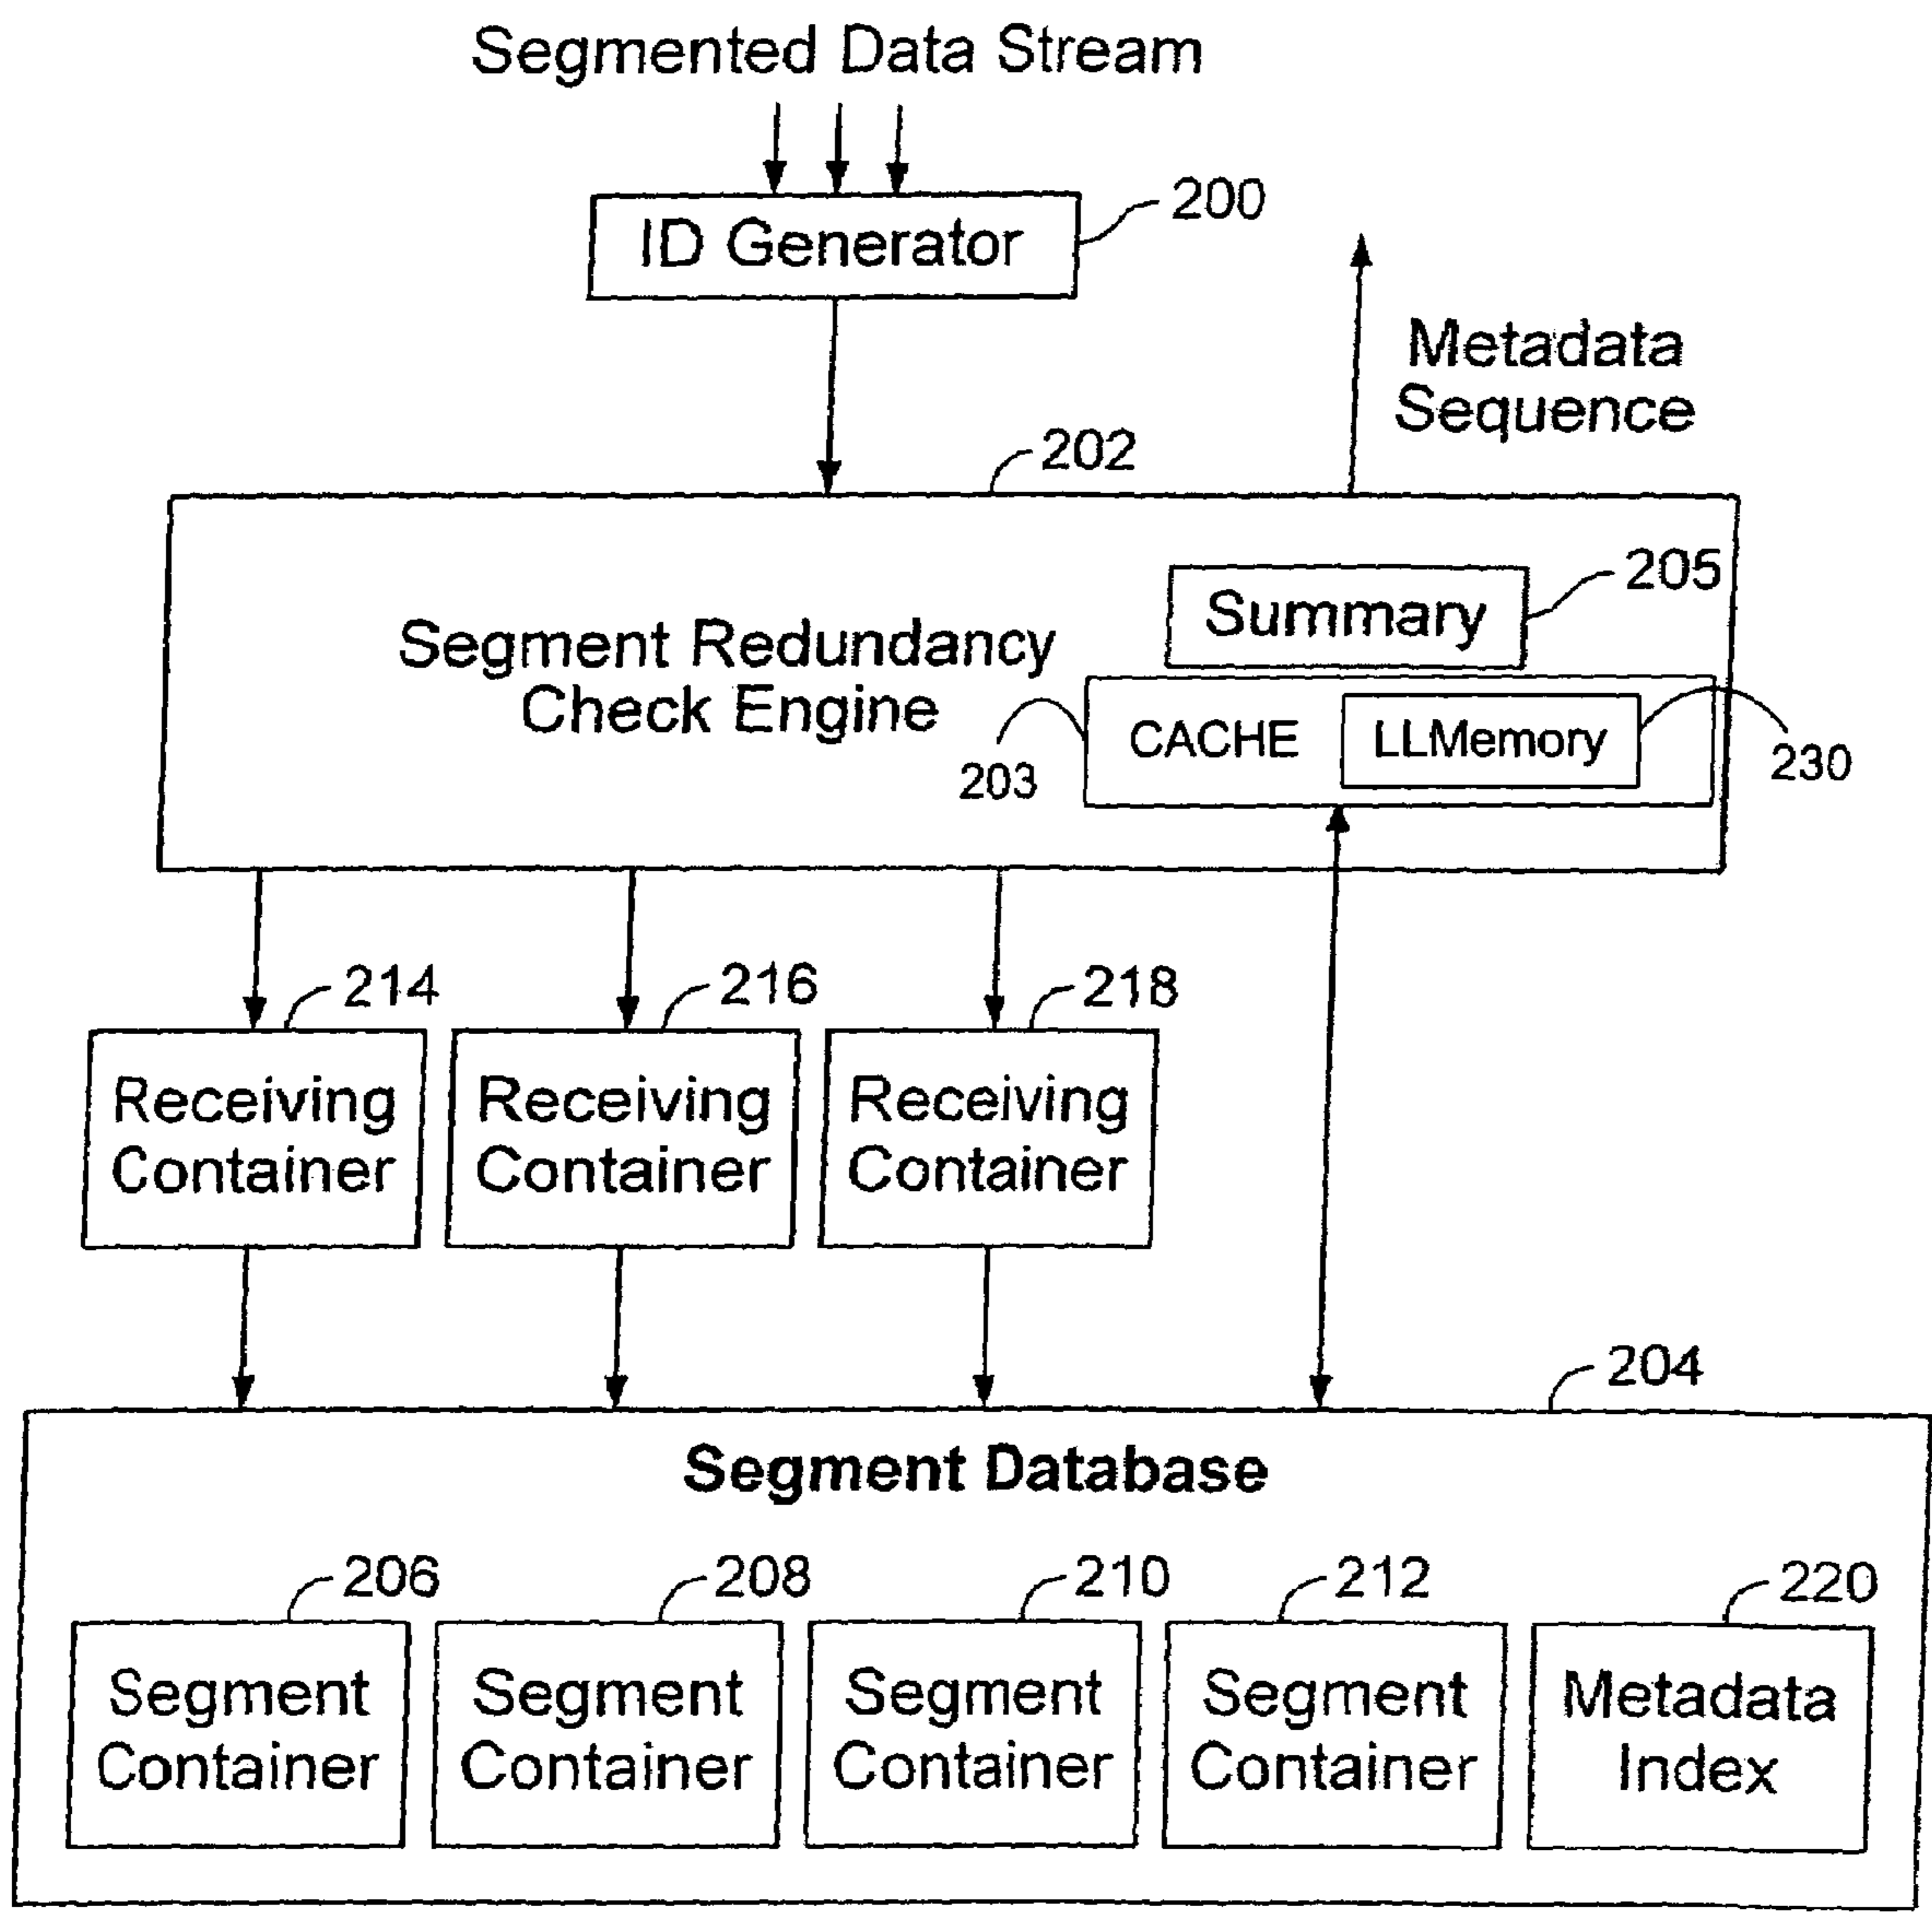 Segmented Data Stream
200
ID Generator
Metadata
Sequence
202
205
Summary
Segment Redundancy
Check Engine
CACHE
LLMemory
203
230
214
216
218
Receiving
Container
Receiving
Container
Receiving
Container
204
Segment Database
206
208
210
212
220
Segment
Container
Segment
Container
Segment
Container
Segment
Container
Metadata
Index